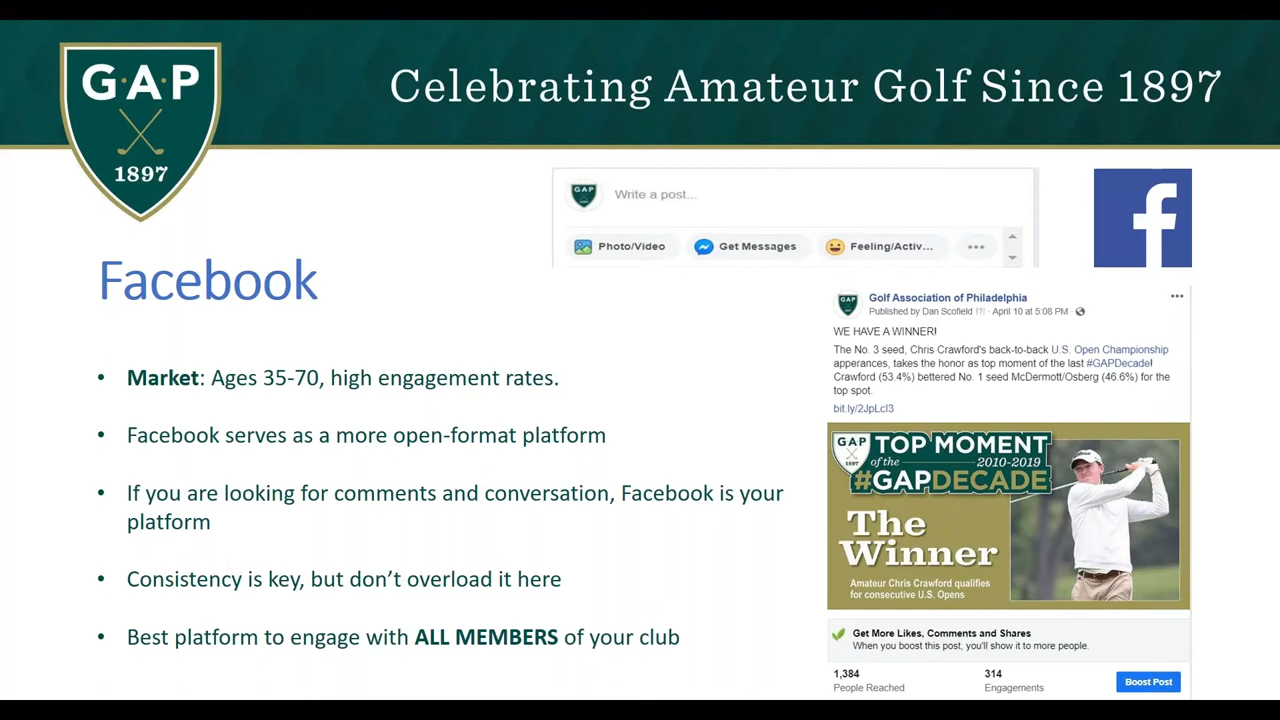 G·A·P
1897
Celebrating Amateur Golf Since 1897
GAP
1897
Write a post...
Photo/Video
Get Messages
Feeling/Activ...
Facebook
• Market: Ages 35-70, high engagement rates.
• Facebook serves as a more open-format platform
• If you are looking for comments and conversation, Facebook is your
platform
• Consistency is key, but don’t overload it here
• Best platform to engage with ALL MEMBERS of your club
GAP
Golf Association of Philadelphia
Published by Dan Scofield [?] · April 10 at 5:08 PM ·
WE HAVE A WINNER!
The No. 3 seed, Chris Crawford's back-to-back U.S. Open Championship
apperances, takes the honor as top moment of the last #GAPDecade!
Crawford (53.4%) bettered No. 1 seed McDermott/Osberg (46.6%) for the
top spot.
bit.ly/2JpLcl3
GAP
1897
TOP MOMENT
of the 2010-2019
#GAPDECADE
The
Winner
Amateur Chris Crawford qualifies
for consecutive U.S. Opens
Get More Likes, Comments and Shares
When you boost this post, you'll show it to more people.
1,384
People Reached
314
Engagements
Boost Post